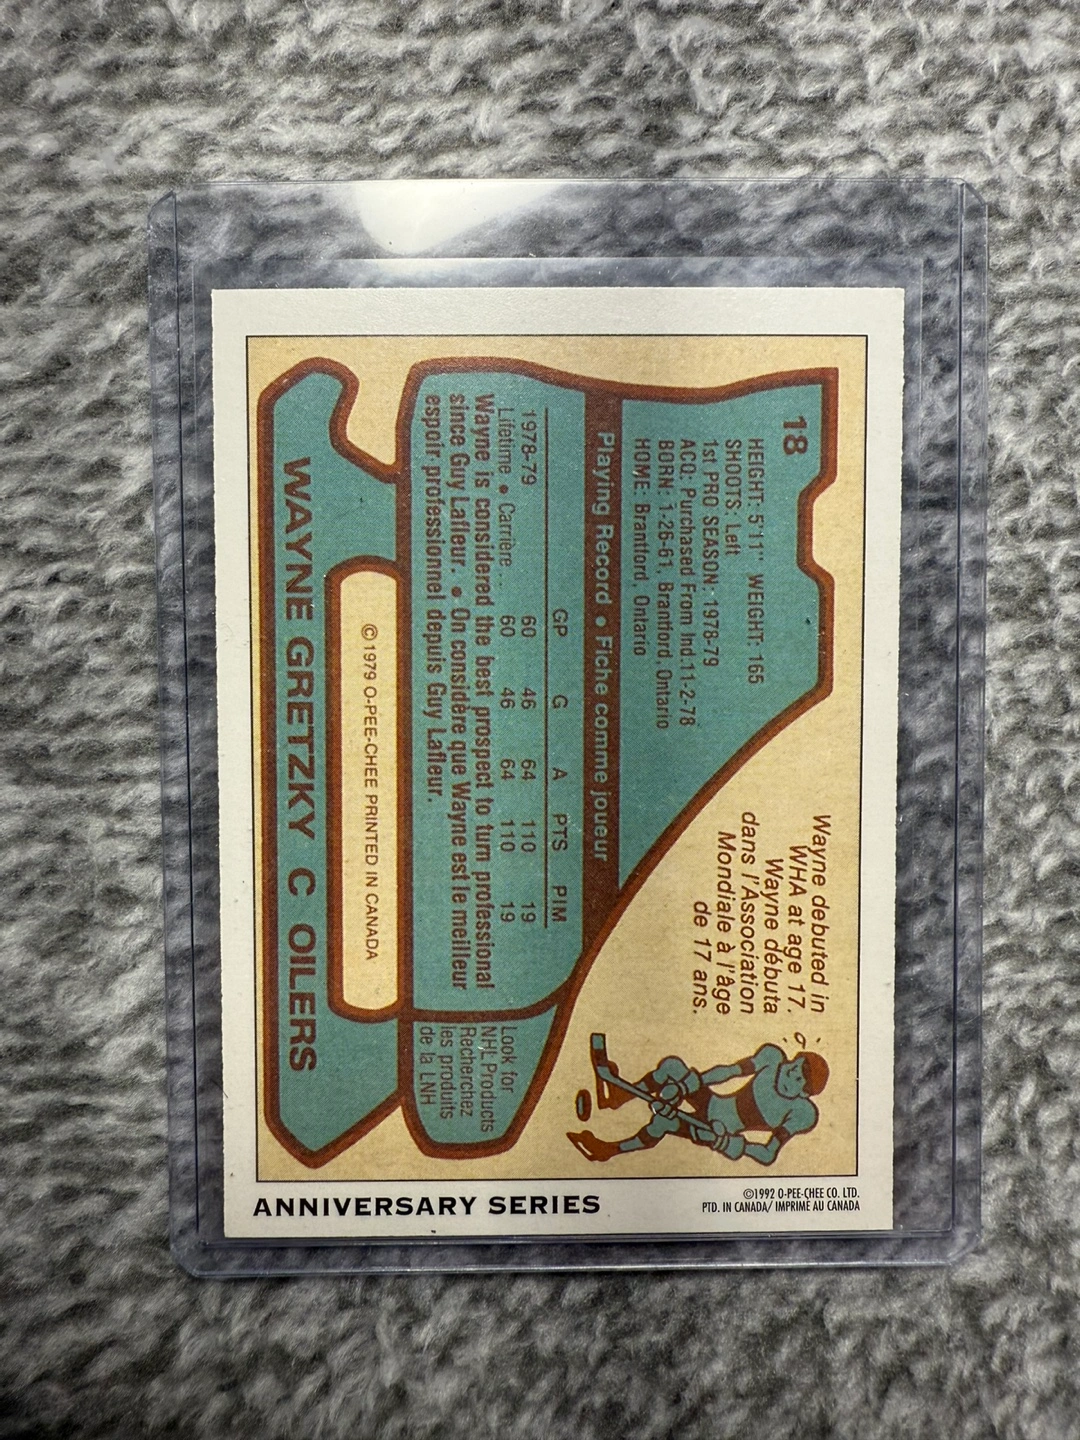 18
HEIGHT: 5'11" WEIGHT: 165
SHOOTS: Left
1st PRO SEASON: 1978-79
ACQ: Purchased From Ind.11-2-78
BORN: 1-26-61, Brantford, Ontario
HOME: Brantford, Ontario
Wayne debuted in
WHA at age 17.
Wayne débuta
dans l'Association
Mondiale à l'âge
de 17 ans.
Playing Record • Fiche comme joueur
GP G A PTS PIM
1978-79 60 46 64 110 19
Lifetime • Carrière ... 60 46 64 110 19
Wayne is considered the best prospect to turn professional
since Guy Lafleur. • On considère que Wayne est le meilleur
espoir professionnel depuis Guy Lafleur.
Look for
NHL Products
Recherchez
les produits
de la LNH
© 1979 O-PEE-CHEE PRINTED IN CANADA
WAYNE GRETZKY C OILERS
ANNIVERSARY SERIES
©1992 O-PEE-CHEE CO. LTD.
PTD. IN CANADA/ IMPRIME AU CANADA